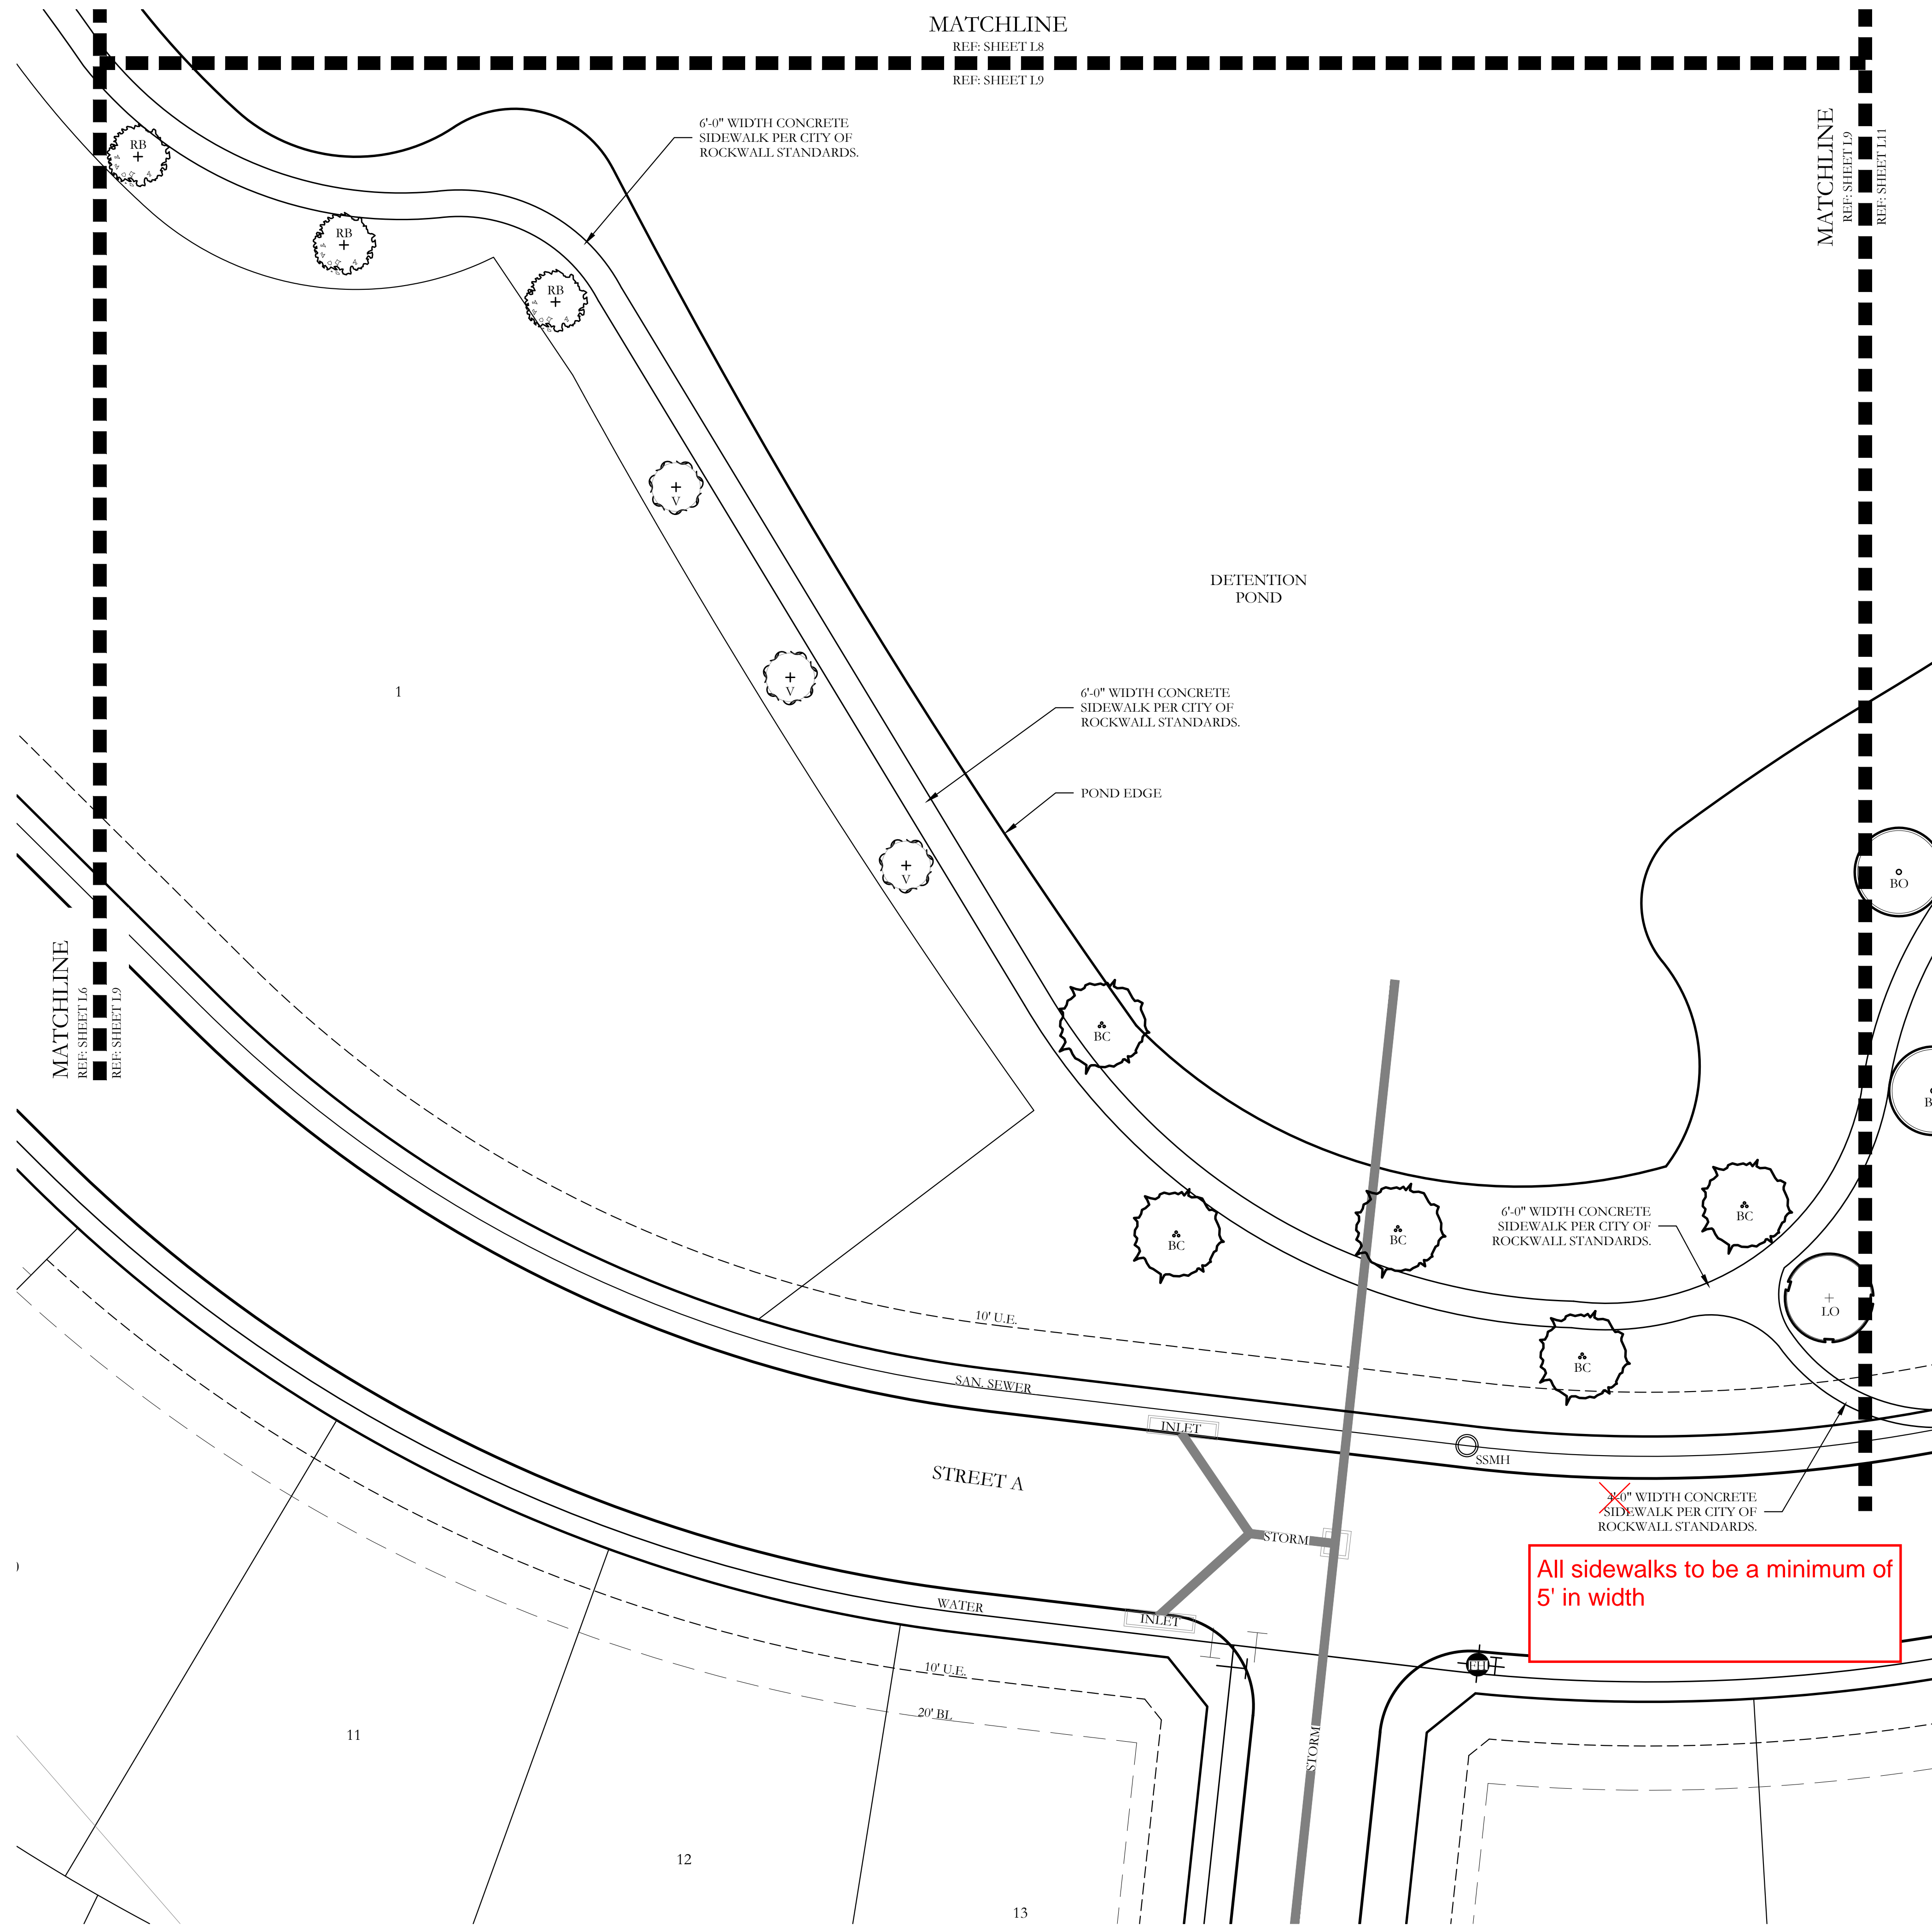 MATCHLINE
REF: SHEET L8
REF: SHEET L9
6'-0" WIDTH CONCRETE
SIDEWALK PER CITY OF
ROCKWALL STANDARDS.
MATCHLINE
REF: SHEET L9
REF: SHEET L11
RB
RB
RB
V
DETENTION
POND
1
V
6'-0" WIDTH CONCRETE
SIDEWALK PER CITY OF
ROCKWALL STANDARDS.
POND EDGE
V
BO
MATCHLINE
REF: SHEET L6
REF: SHEET L9
BC
B
BC
BC
BC
6'-0" WIDTH CONCRETE
SIDEWALK PER CITY OF
ROCKWALL STANDARDS.
LO
10' U.E.
BC
SAN. SEWER
INLET
SSMH
STREET A
4'-0" WIDTH CONCRETE
SIDEWALK PER CITY OF
ROCKWALL STANDARDS.
STORM
All sidewalks to be a minimum of
5' in width
WATER
INLET
10' U.E.
FH
20' BL
STORM
11
12
13